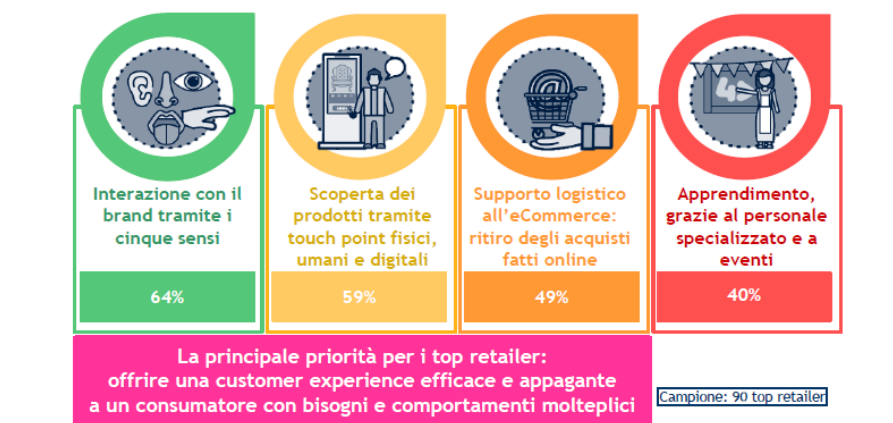 Interazione con il
brand tramite i
cinque sensi
64%
Scoperta dei
prodotti tramite
touch point fisici,
umani e digitali
59%
Supporto logistico
all'eCommerce:
ritiro degli acquisti
fatti online
49%
Apprendimento,
grazie al personale
specializzato e a
eventi
40%
La principale priorità per i top retailer:
offrire una customer experience efficace e appagante
a un consumatore con bisogni e comportamenti molteplici
Campione: 90 top retailer